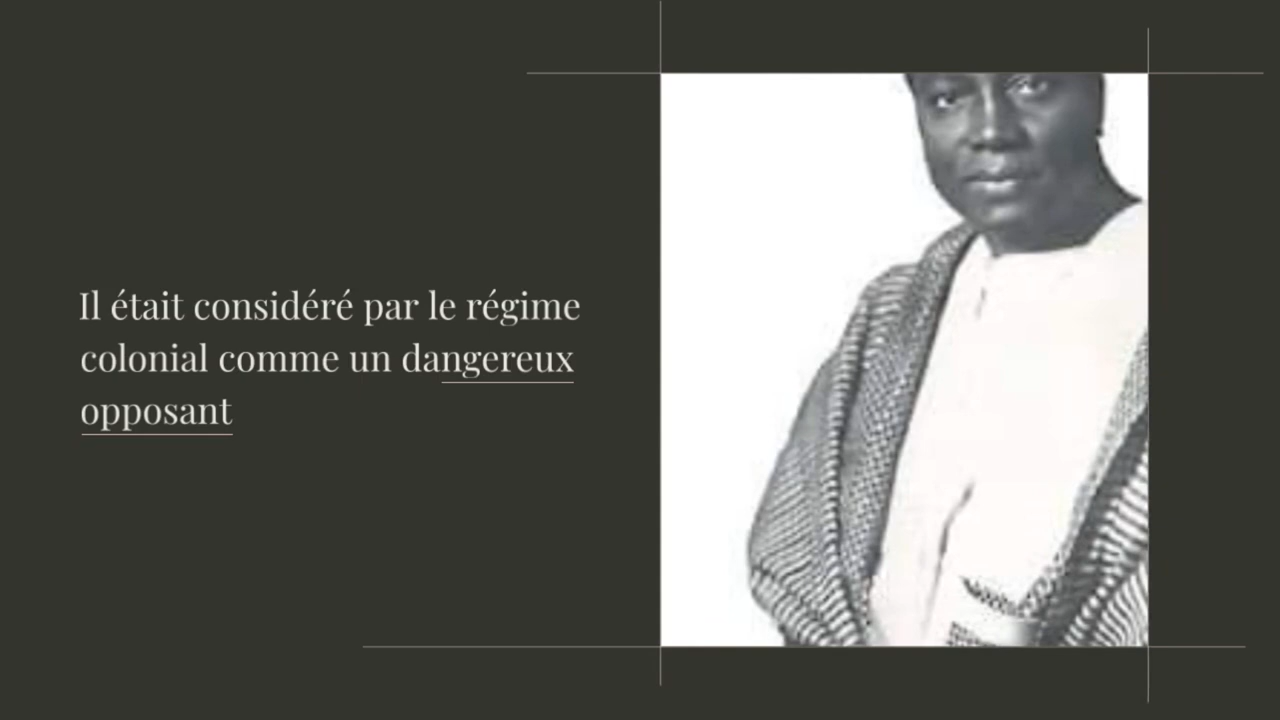 Il était considéré par le régime
colonial comme un dangereux
opposant